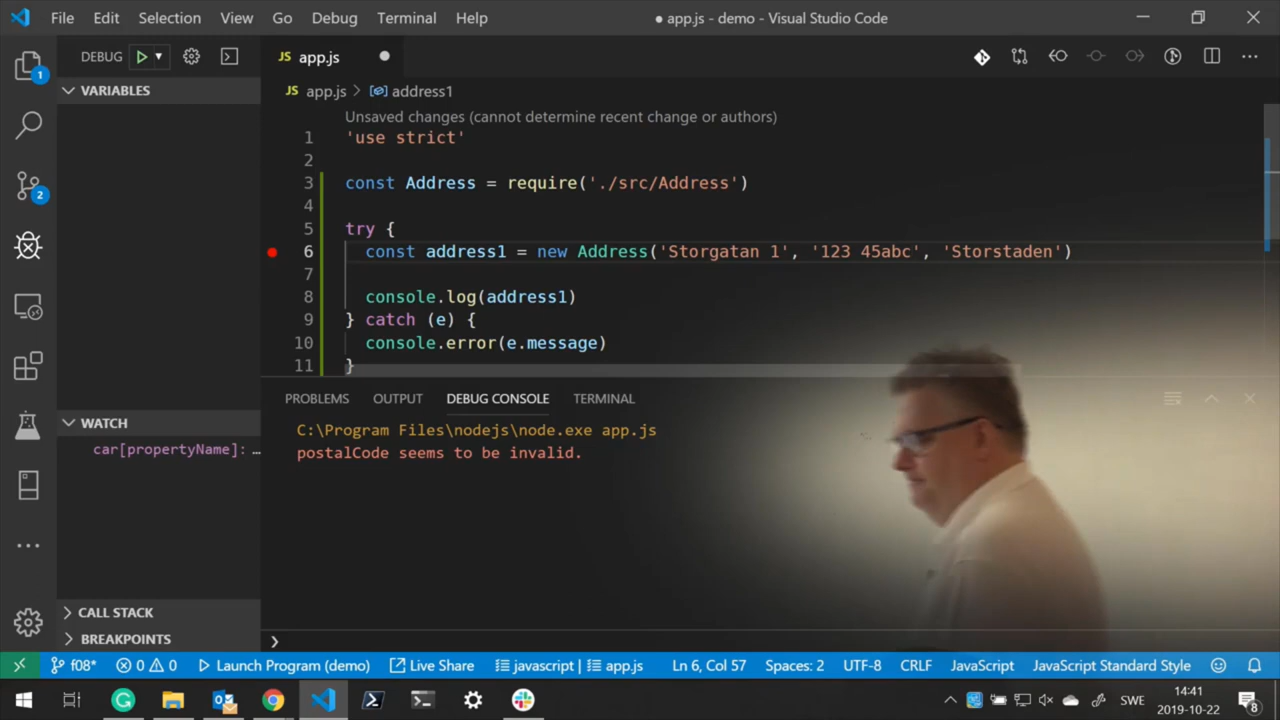 File Edit Selection View Go Debug Terminal Help ● app.js - demo - Visual Studio Code
DEBUG
JS app.js
1
VARIABLES
JS app.js > address1
Unsaved changes (cannot determine recent change or authors)
1 'use strict'
2
3 const Address = require('./src/Address')
2
4
5 try {
6 const address1 = new Address('Storgatan 1', '123 45abc', 'Storstaden')
7
8 console.log(address1)
9 } catch (e) {
10 console.error(e.message)
11 }
PROBLEMS OUTPUT DEBUG CONSOLE TERMINAL
WATCH
car[propertyName]: …
C:\Program Files\nodejs\node.exe app.js
postalCode seems to be invalid.
CALL STACK
BREAKPOINTS
f08* 0 0 Launch Program (demo) Live Share javascript | app.js Ln 6, Col 57 Spaces: 2 UTF-8 CRLF JavaScript JavaScript Standard Style
SWE
14:41
2019-10-22
8